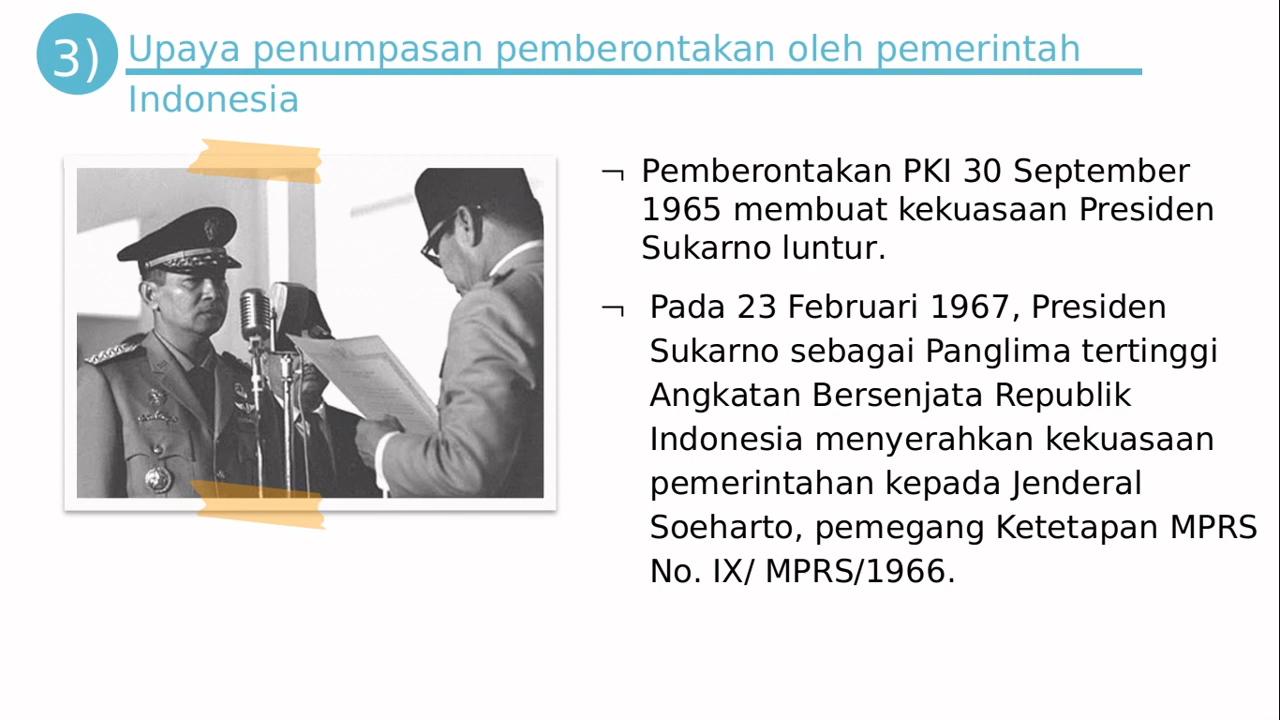 3)
Upaya penumpasan pemberontakan oleh pemerintah
Indonesia
¬ Pemberontakan PKI 30 September
1965 membuat kekuasaan Presiden
Sukarno luntur.
¬ Pada 23 Februari 1967, Presiden
Sukarno sebagai Panglima tertinggi
Angkatan Bersenjata Republik
Indonesia menyerahkan kekuasaan
pemerintahan kepada Jenderal
Soeharto, pemegang Ketetapan MPRS
No. IX/ MPRS/1966.